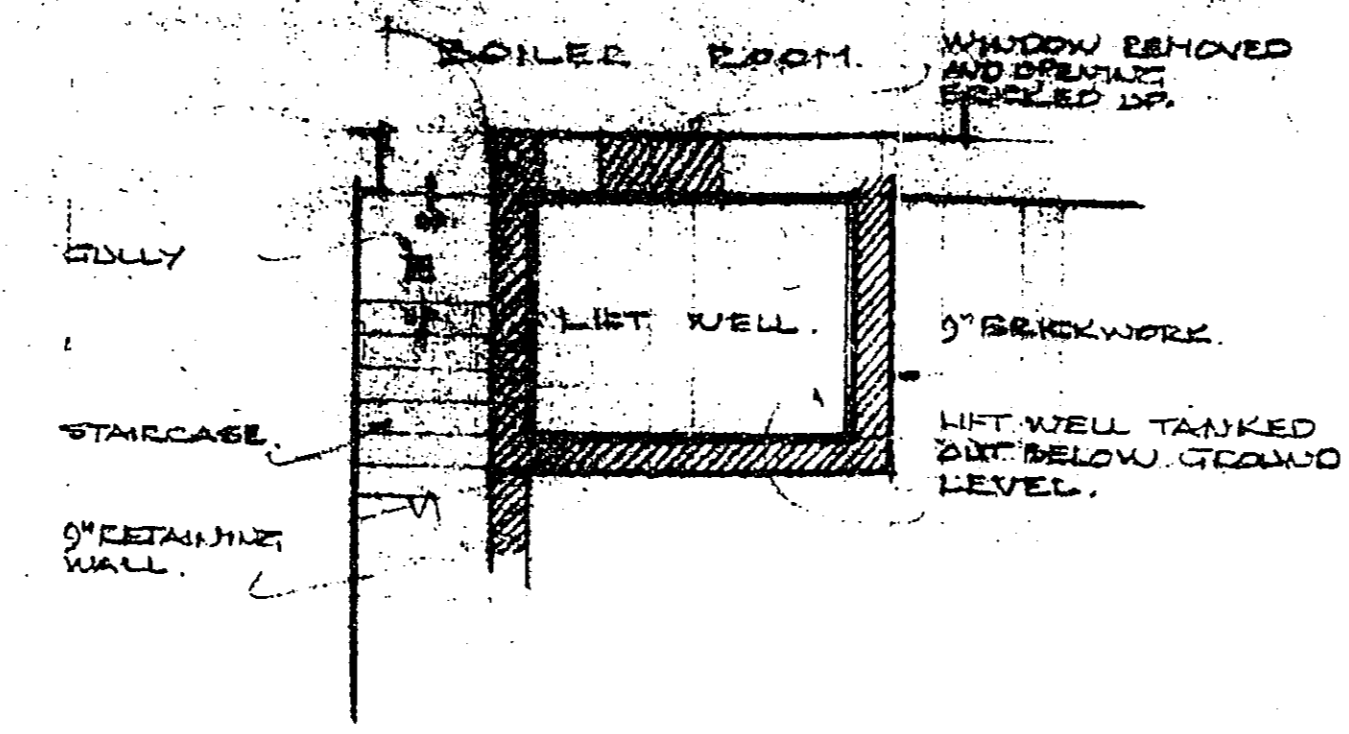 BOILER ROOM.
WINDOW REMOVED
AND OPENING
BRICKED UP.
GULLY
UP
LIFT WELL.
9" BRICKWORK.
STAIRCASE.
LIFT WELL TANKED
OUT BELOW GROUND
LEVEL.
9" RETAINING
WALL.